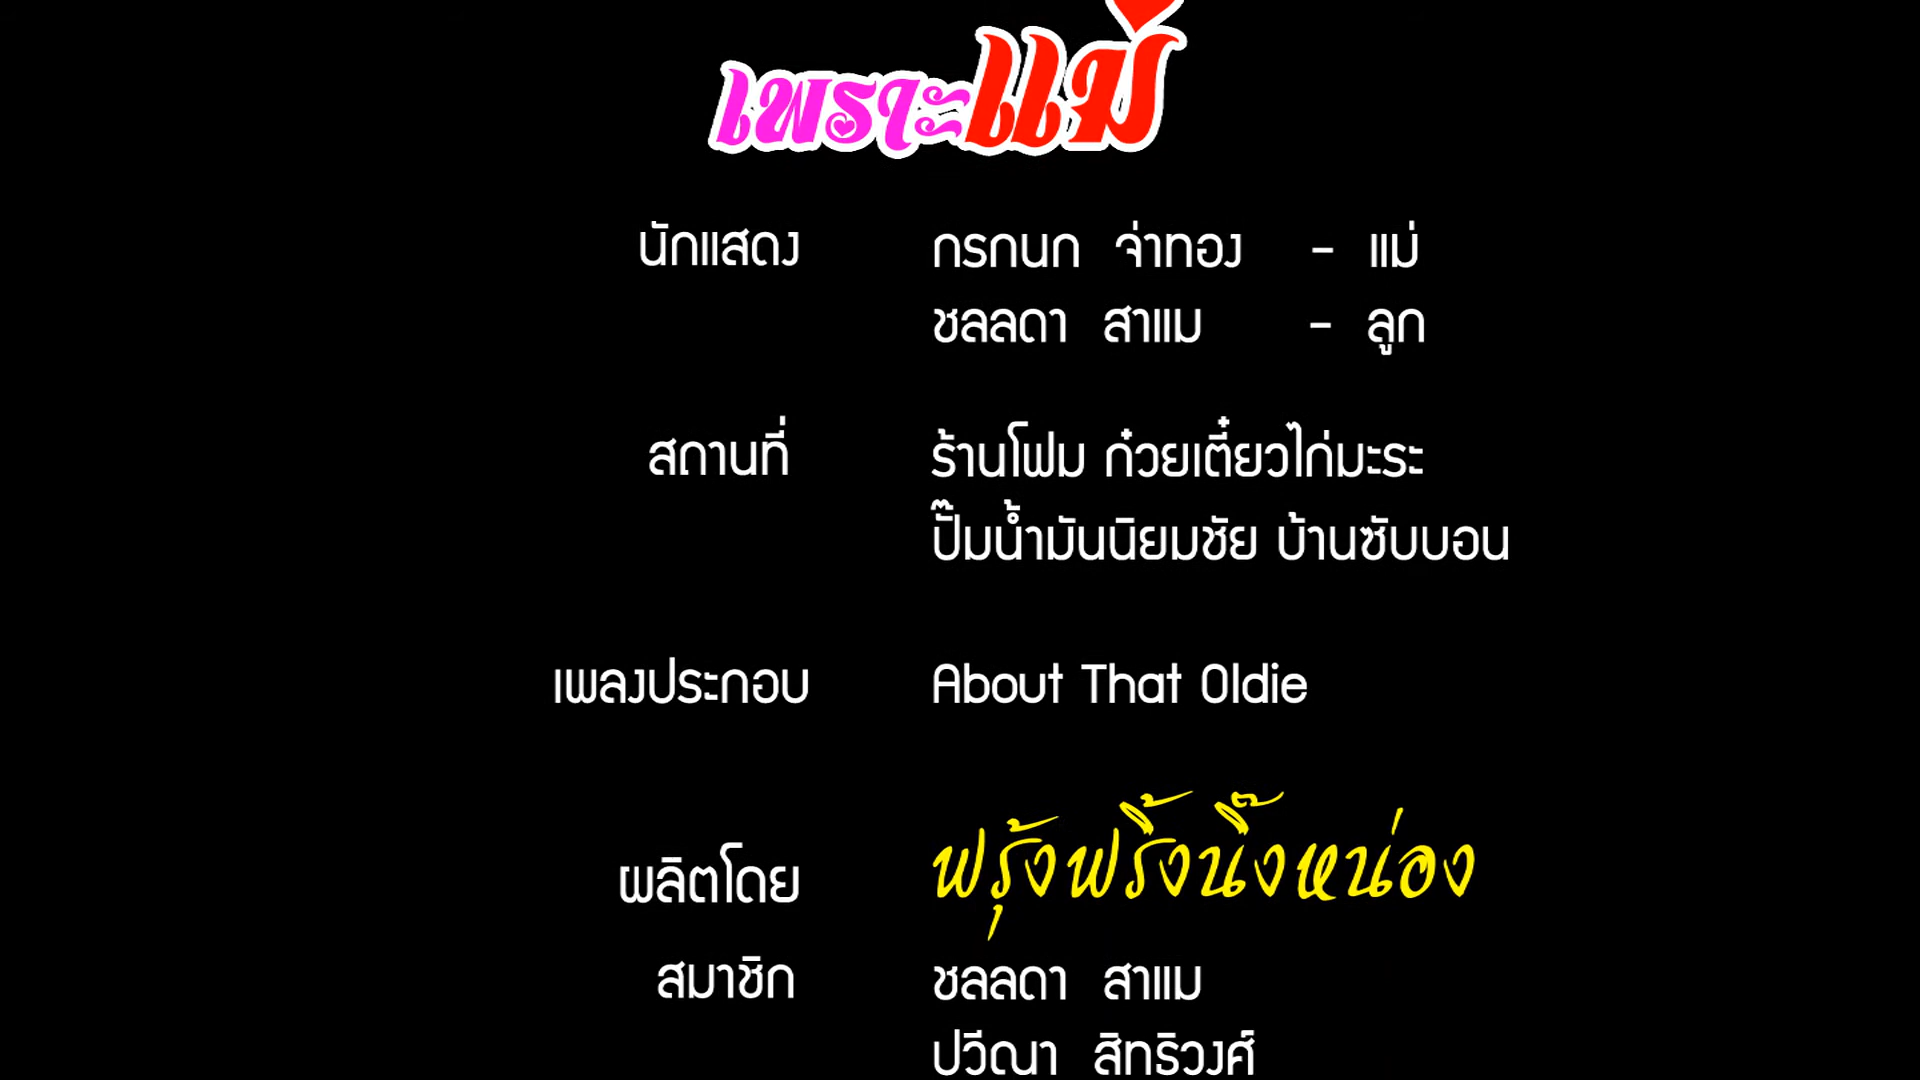 เพราะแม่
นักแสดง กรกนก จ่าทอง - แม่
ชลลดา สาแม - ลูก
สถานที่ ร้านโฟม ก๋วยเตี๋ยวไก่มะระ
ปั๊มน้ำมันนิยมชัย บ้านซับบอน
เพลงประกอบ About That Oldie
ผลิตโดย ฟรุ้งฟริ้งนิ๊งหน่อง
สมาชิก ชลลดา สาแม
ปวีณา สิทธิวงศ์